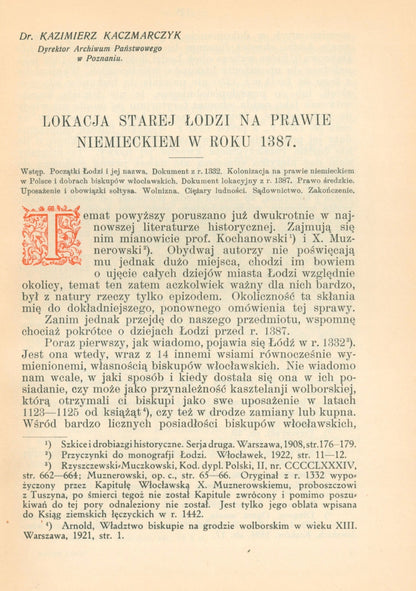 Dr. KAZIMIERZ KACZMARCZYK
Dyrektor Archiwum Państwowego
w Poznaniu.
LOKACJA STAREJ ŁODZI NA PRAWIE
NIEMIECKIEM W ROKU 1387.
Wstęp. Początki Łodzi i jej nazwa. Dokument z r. 1332. Kolonizacja na prawie niemieckiem
w Polsce i dobrach biskupów włocławskich. Dokument lokacyjny z r. 1387. Prawo średzkie.
Uposażenie i obowiązki sołtysa. Wolnizna. Ciężary ludności. Sądownictwo. Zakończenie.
Temat powyższy poruszano już dwukrotnie w naj-
nowszej literaturze historycznej. Zajmują się
nim mianowicie prof. Kochanowski¹) i X. Muz-
nerowski²). Obydwaj autorzy nie poświęcają
mu jednak dużo miejsca, chodzi im bowiem
o ujęcie całych dziejów miasta Łodzi względnie
okolicy, temat ten zatem aczkolwiek ważny dla nich bardzo,
był z natury rzeczy tylko epizodem. Okoliczność ta skłania
mię do dokładniejszego, ponownego omówienia tej sprawy.
Zanim jednak przejdę do naszego przedmiotu, wspomnę
chociaż pokrótce o dziejach Łodzi przed r. 1387.
Poraz pierwszy, jak wiadomo, pojawia się Łódź w r. 1332³).
Jest ona wtedy, wraz z 14 innemi wsiami równocześnie wy-
mienionemi, własnością biskupów włocławskich. Nie wiadomo
nam wcale, w jaki sposób i kiedy dostała się ona w ich po-
siadanie, czy może jako przynależność kasztelanji wolborskiej,
którą otrzymali ci biskupi jako swe uposażenie w latach
1123—1125 od książąt⁴), czy też w drodze zamiany lub kupna.
Wśród bardzo licznych posiadłości biskupów włocławskich,
¹) Szkice i drobiazgi historyczne. Serja druga. Warszawa, 1908, str. 176—179.
²) Przyczynki do monografji Łodzi. Włocławek, 1922, str. 11—12.
³) Rzyszczewski-Muczkowski, Kod. dypl. Polski, II, nr. CCCCLXXXIV,
str. 662—664; Muznerowski, op. c., str. 65—66. Oryginał z r. 1332 wypo-
życzony przez Kapitułę Włocławską X. Muznerowskiemu, proboszczowi
z Tuszyna, po śmierci tegoż nie został Kapitule zwrócony i pomimo poszu-
kiwań do tej pory odnaleziony nie został. Jest tylko jego oblata wpisana
do Ksiąg ziemskich łęczyckich w r. 1442.
⁴) Arnold, Władztwo biskupie na grodzie wolborskim w wieku XIII.
Warszawa, 1921, str. 1.